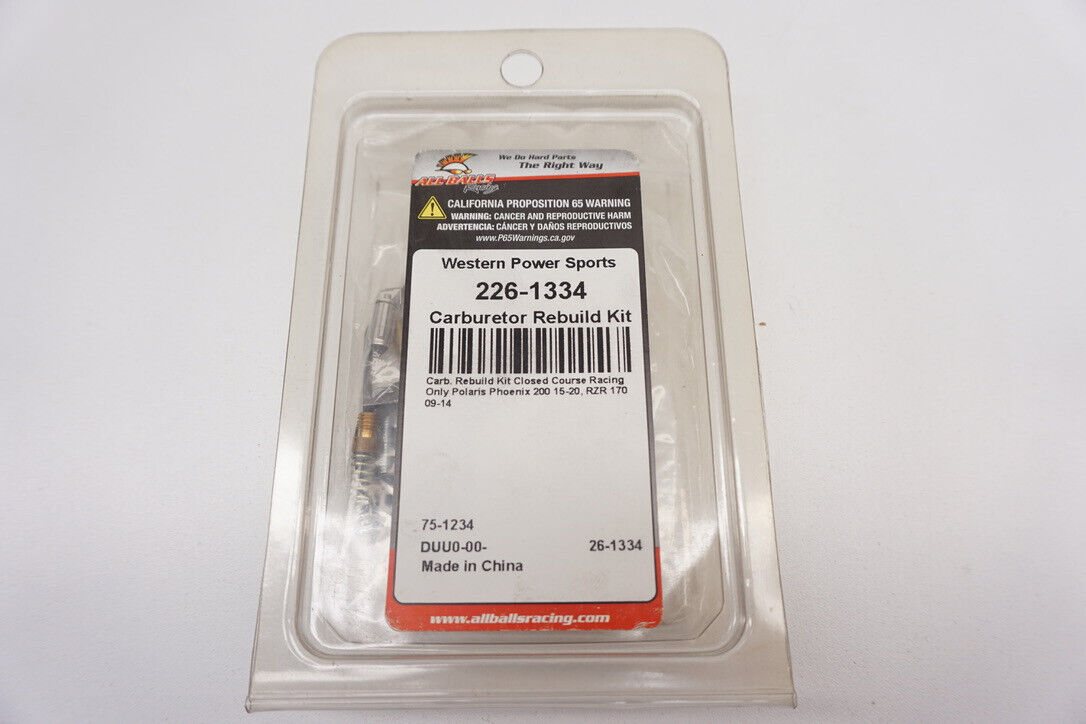 We Do Hard Parts
The Right Way
ALL BALLS
Racing
CALIFORNIA PROPOSITION 65 WARNING
WARNING: CANCER AND REPRODUCTIVE HARM
ADVERTENCIA: CÁNCER Y DAÑOS REPRODUCTIVOS
www.P65Warnings.ca.gov
Western Power Sports
226-1334
Carburetor Rebuild Kit
Carb. Rebuild Kit Closed Course Racing
Only Polaris Phoenix 200 15-20, RZR 170
09-14
75-1234
DUU0-00- 26-1334
Made in China
www.allballsracing.com